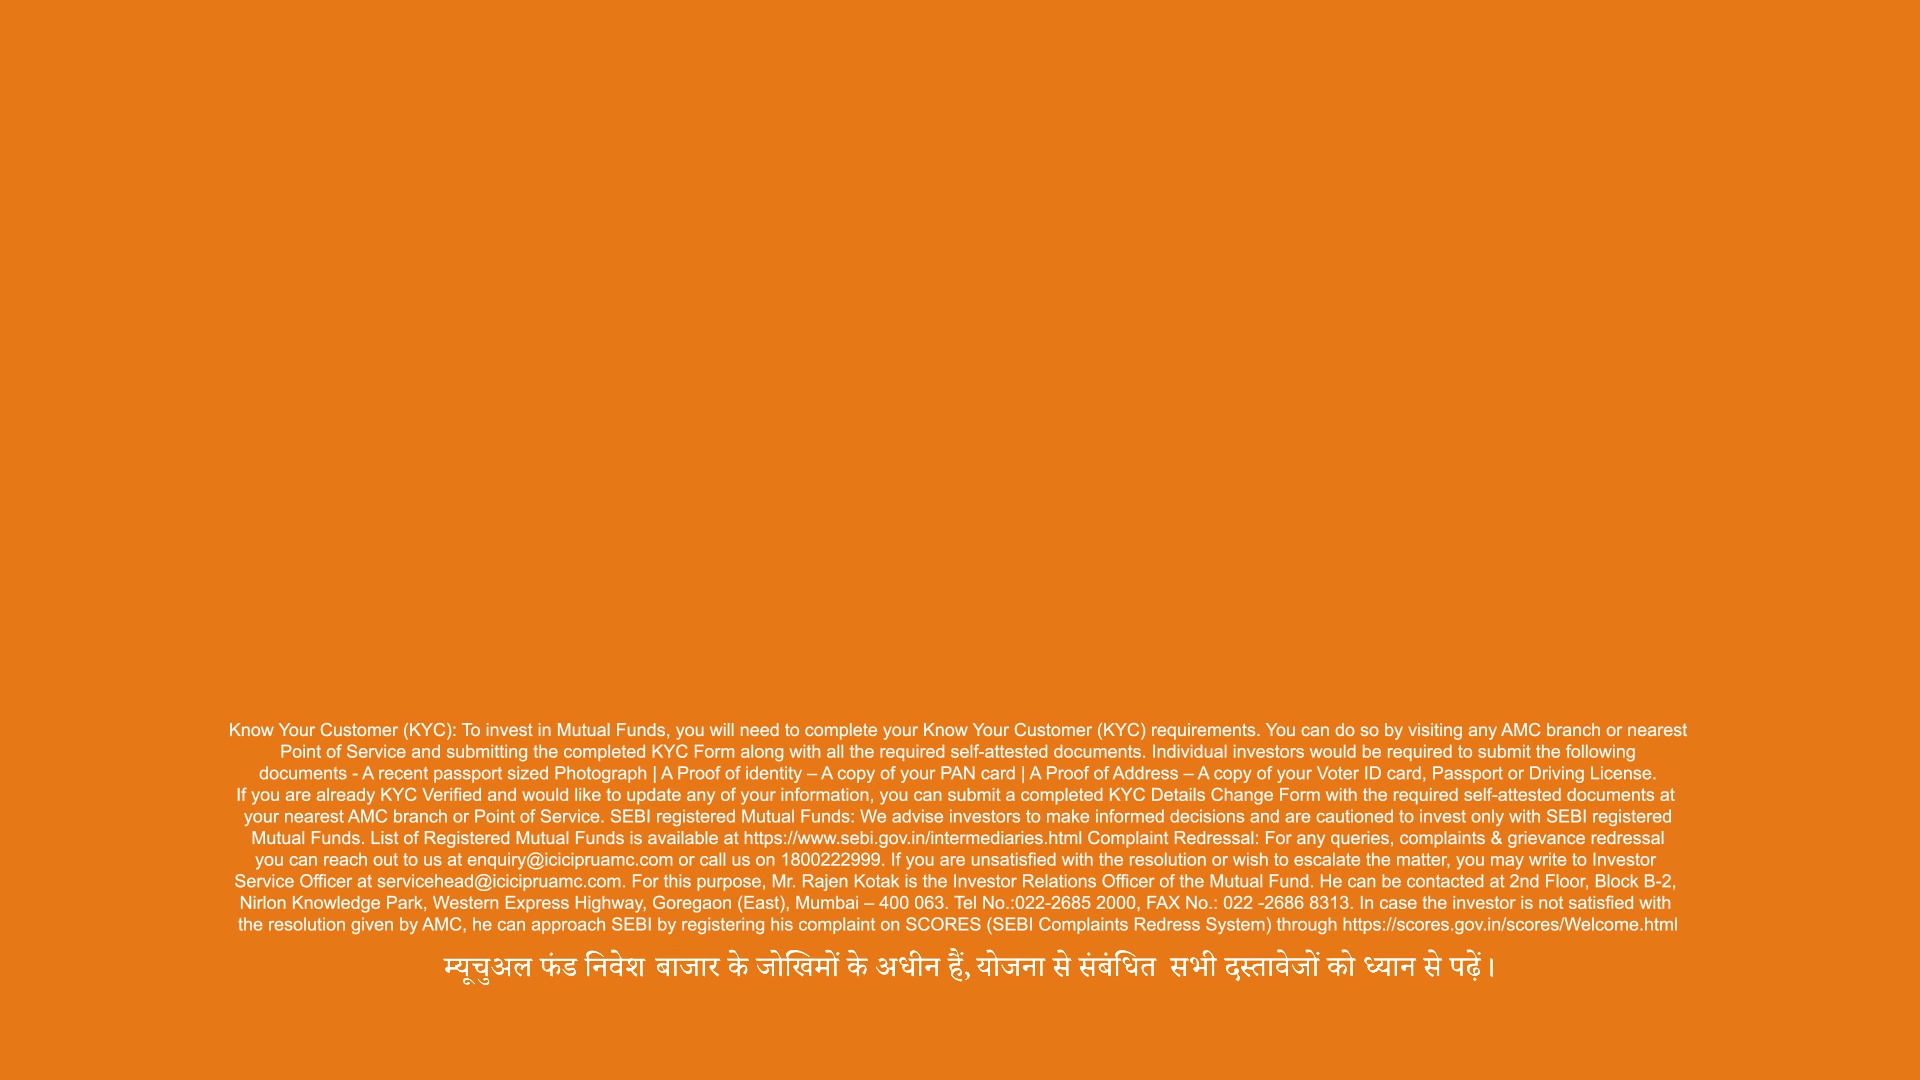 Know Your Customer (KYC): To invest in Mutual Funds, you will need to complete your Know Your Customer (KYC) requirements. You can do so by visiting any AMC branch or nearest
Point of Service and submitting the completed KYC Form along with all the required self-attested documents. Individual investors would be required to submit the following
documents - A recent passport sized Photograph | A Proof of identity – A copy of your PAN card | A Proof of Address – A copy of your Voter ID card, Passport or Driving License.
If you are already KYC Verified and would like to update any of your information, you can submit a completed KYC Details Change Form with the required self-attested documents at
your nearest AMC branch or Point of Service. SEBI registered Mutual Funds: We advise investors to make informed decisions and are cautioned to invest only with SEBI registered
Mutual Funds. List of Registered Mutual Funds is available at https://www.sebi.gov.in/intermediaries.html Complaint Redressal: For any queries, complaints & grievance redressal
you can reach out to us at enquiry@icicipruamc.com or call us on 1800222999. If you are unsatisfied with the resolution or wish to escalate the matter, you may write to Investor
Service Officer at servicehead@icicipruamc.com. For this purpose, Mr. Rajen Kotak is the Investor Relations Officer of the Mutual Fund. He can be contacted at 2nd Floor, Block B-2,
Nirlon Knowledge Park, Western Express Highway, Goregaon (East), Mumbai – 400 063. Tel No.:022-2685 2000, FAX No.: 022 -2686 8313. In case the investor is not satisfied with
the resolution given by AMC, he can approach SEBI by registering his complaint on SCORES (SEBI Complaints Redress System) through https://scores.gov.in/scores/Welcome.html
म्यूचुअल फंड निवेश बाजार के जोखिमों के अधीन हैं, योजना से संबंधित सभी दस्तावेजों को ध्यान से पढ़ें।